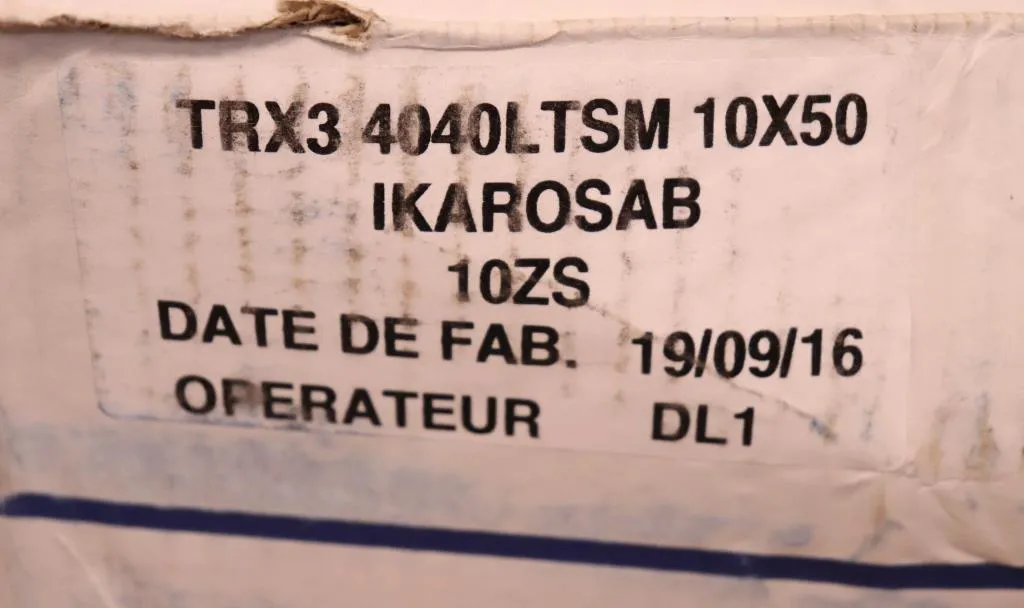 TRX3 4040LTSM 10X50
IKAROSAB
10ZS
DATE DE FAB. 19/09/16
OPERATEUR DL1